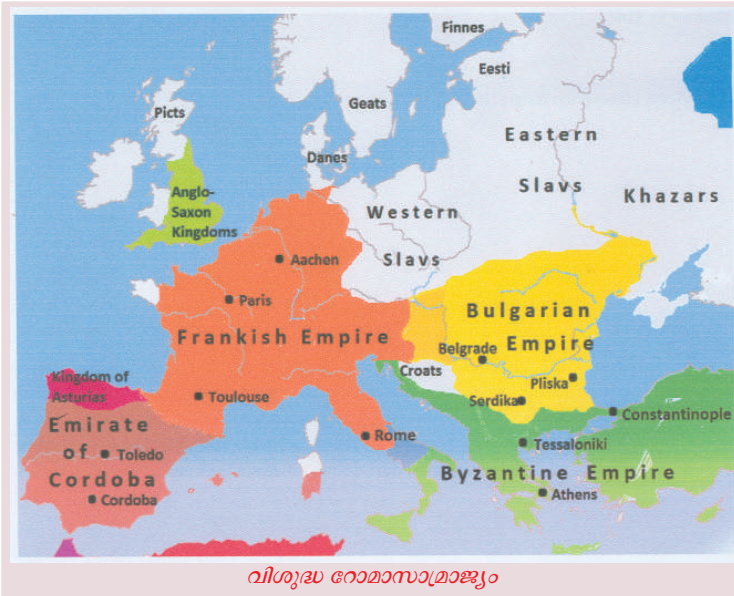 Finnes
Eesti
Geats
Picts
Eastern
Slavs
Danes
Khazars
Anglo-
Saxon
Kingdoms
Western
Slavs
Aachen
Paris
Bulgarian
Empire
Frankish Empire
Belgrade
Croats
Kingdom of
Asturias
Pliska
Toulouse
Serdika
Constantinople
Emirate
of
Cordoba
Rome
Tessaloniki
Toledo
Byzantine Empire
Cordoba
Athens
വിശുദ്ധ റോമാസാമ്രാജ്യം